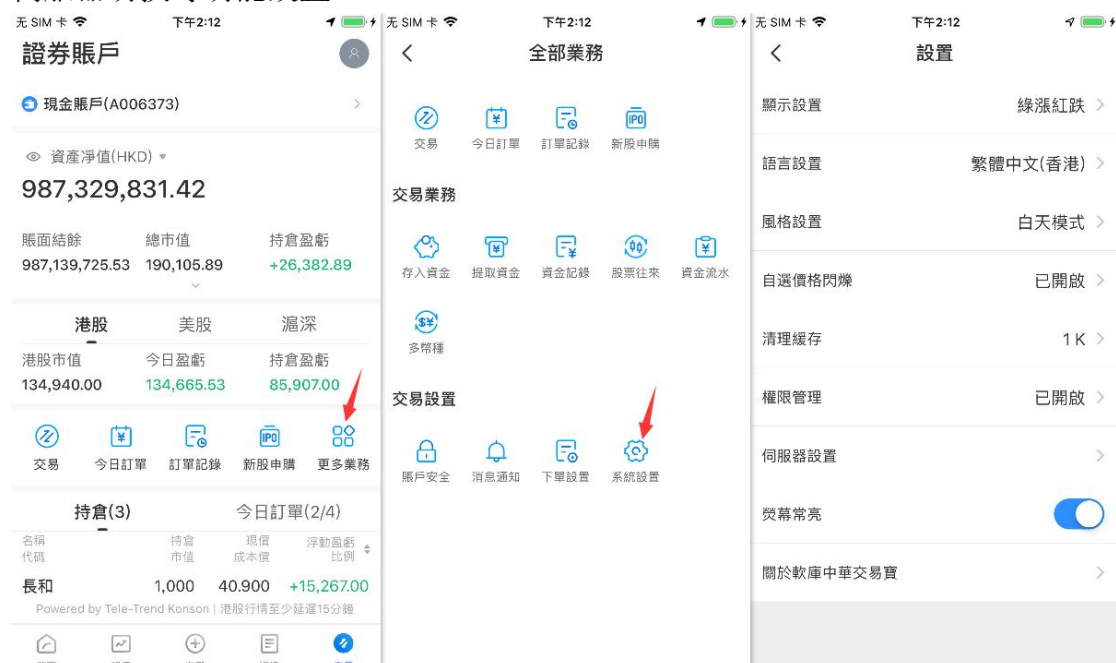 无 SIM 卡 下午2:12
證券賬戶
現金賬戶(A006373)
資產淨值(HKD)
987,329,831.42
賬面結餘 總市值 持倉盈虧
987,139,725.53 190,105.89 +26,382.89
港股 美股 滬深
港股市值 今日盈虧 持倉盈虧
134,940.00 134,665.53 85,907.00
交易 今日訂單 訂單記錄 新股申購 更多業務
持倉(3) 今日訂單(2/4)
名稱 持倉 現價 浮動盈虧
代碼 市值 成本價 比例
長和 1,000 40.900 +15,267.00
Powered by Tele-Trend Konson | 港股行情至少延遲15分鐘
无 SIM 卡 下午2:12
全部業務
交易 今日訂單 訂單記錄 新股申購
交易業務
存入資金 提取資金 資金記錄 股票往來 資金流水
多幣種
交易設置
賬戶安全 消息通知 下單設置 系統設置
无 SIM 卡 下午2:12
設置
顯示設置 綠漲紅跌
語言設置 繁體中文(香港)
風格設置 白天模式
自選價格閃爍 已開啟
清理緩存 1 K
權限管理 已開啟
伺服器設置
熒幕常亮
關於軟庫中華交易寶